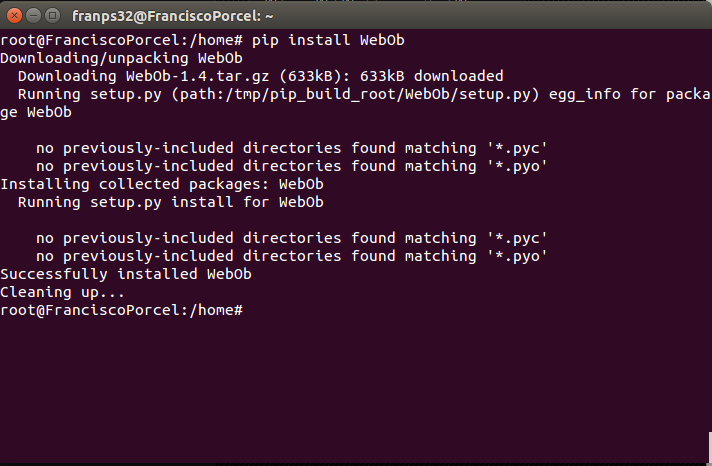 franps32@FranciscoPorcel: ~
root@FranciscoPorcel:/home# pip install WebOb
Downloading/unpacking WebOb
  Downloading WebOb-1.4.tar.gz (633kB): 633kB downloaded
  Running setup.py (path:/tmp/pip_build_root/WebOb/setup.py) egg_info for packa
ge WebOb

    no previously-included directories found matching '*.pyc'
    no previously-included directories found matching '*.pyo'
Installing collected packages: WebOb
  Running setup.py install for WebOb

    no previously-included directories found matching '*.pyc'
    no previously-included directories found matching '*.pyo'
Successfully installed WebOb
Cleaning up...
root@FranciscoPorcel:/home#